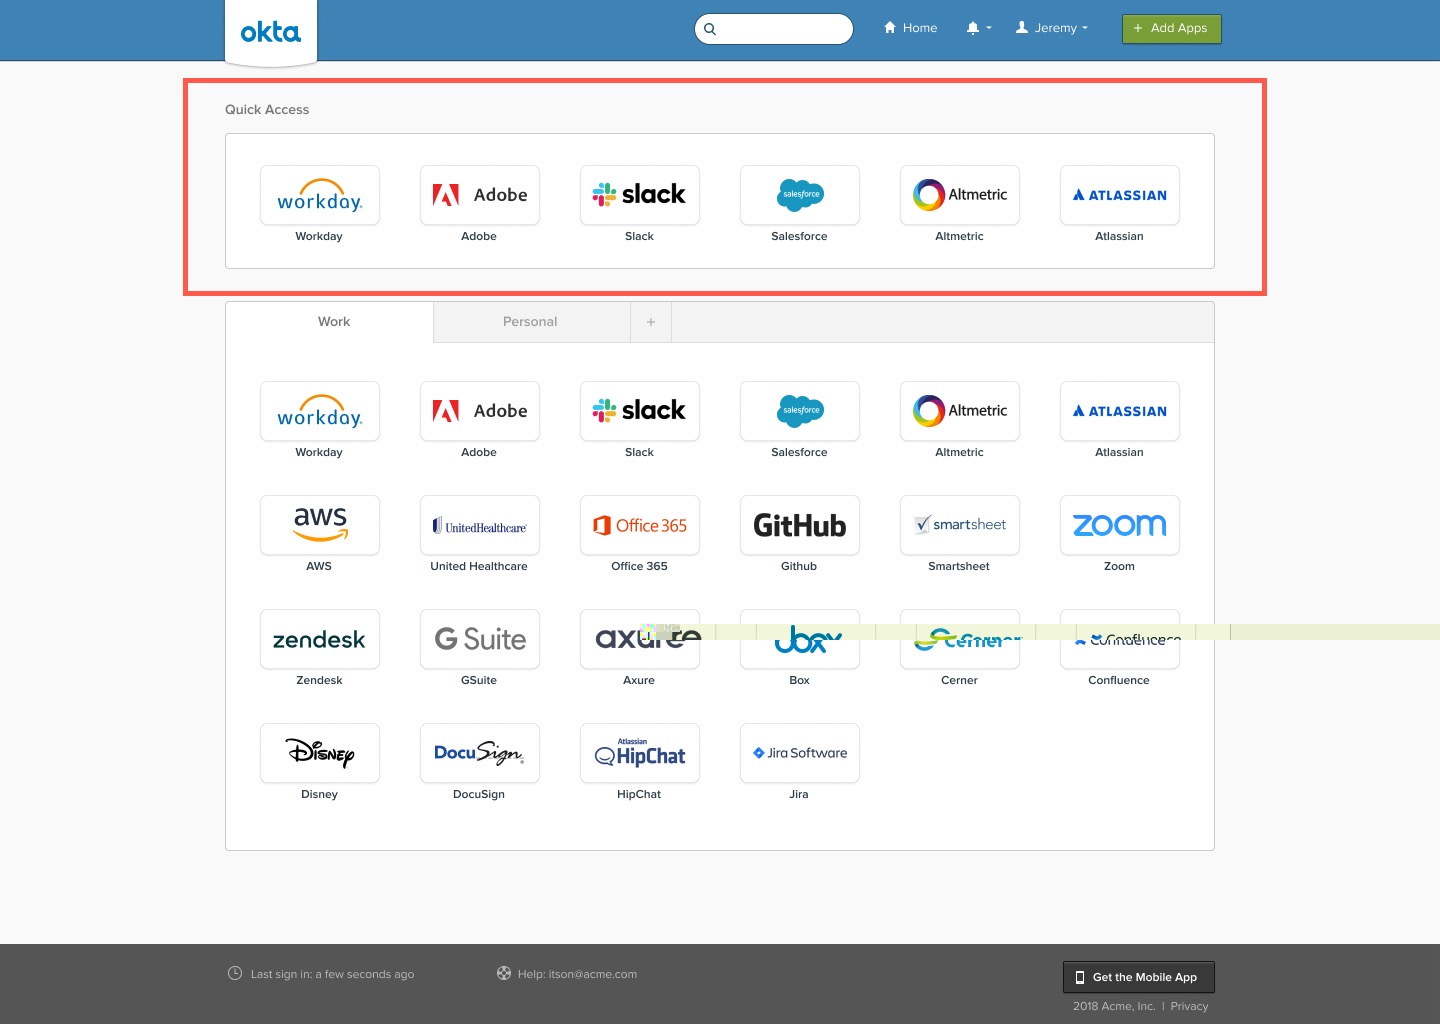 okta
Home
Jeremy
+ Add Apps
Quick Access
workday.
Adobe
slack
salesforce
Altmetric
ATLASSIAN
Workday
Adobe
Slack
Salesforce
Altmetric
Atlassian
Work
Personal
+
workday.
Adobe
slack
salesforce
Altmetric
ATLASSIAN
Workday
Adobe
Slack
Salesforce
Altmetric
Atlassian
aws
UnitedHealthcare
Office 365
GitHub
smartsheet
zoom
AWS
United Healthcare
Office 365
Github
Smartsheet
Zoom
zendesk
G Suite
axure
box
Cerner
Confluence
Zendesk
GSuite
Axure
Box
Cerner
Confluence
Disney
DocuSign
Atlassian
HipChat
Jira Software
Disney
DocuSign
HipChat
Jira
Last sign in: a few seconds ago
Help: itson@acme.com
Get the Mobile App
2018 Acme, Inc. | Privacy